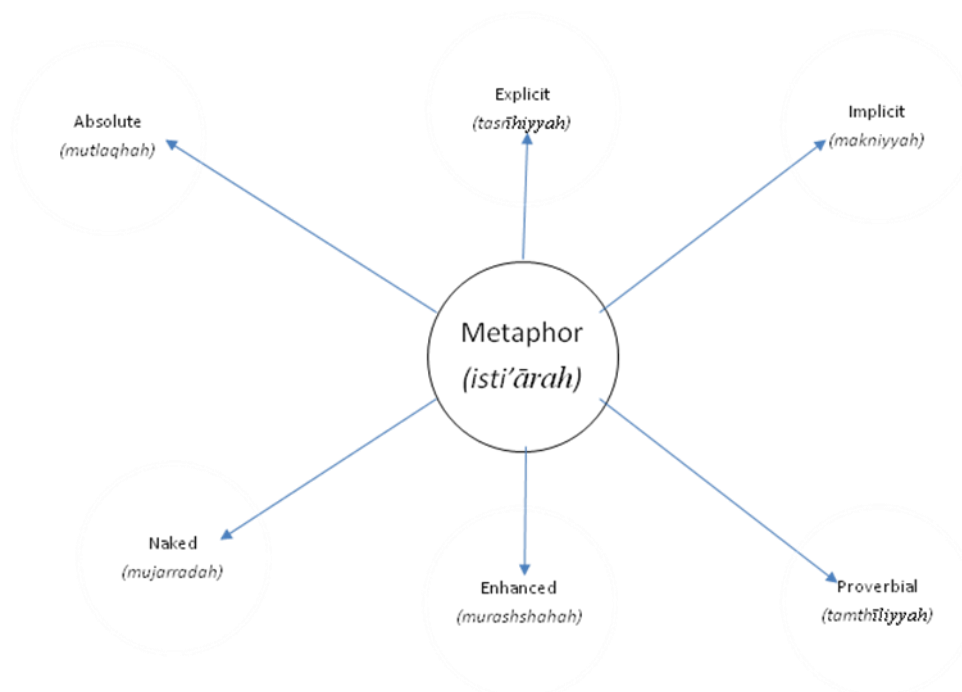 Explicit
(tasrīhiyyah)
Implicit
(makniyyah)
Absolute
(mutlaqhah)
Metaphor
(isti’ārah)
Naked
(mujarradah)
Enhanced
(murashshahah)
Proverbial
(tamthīliyyah)